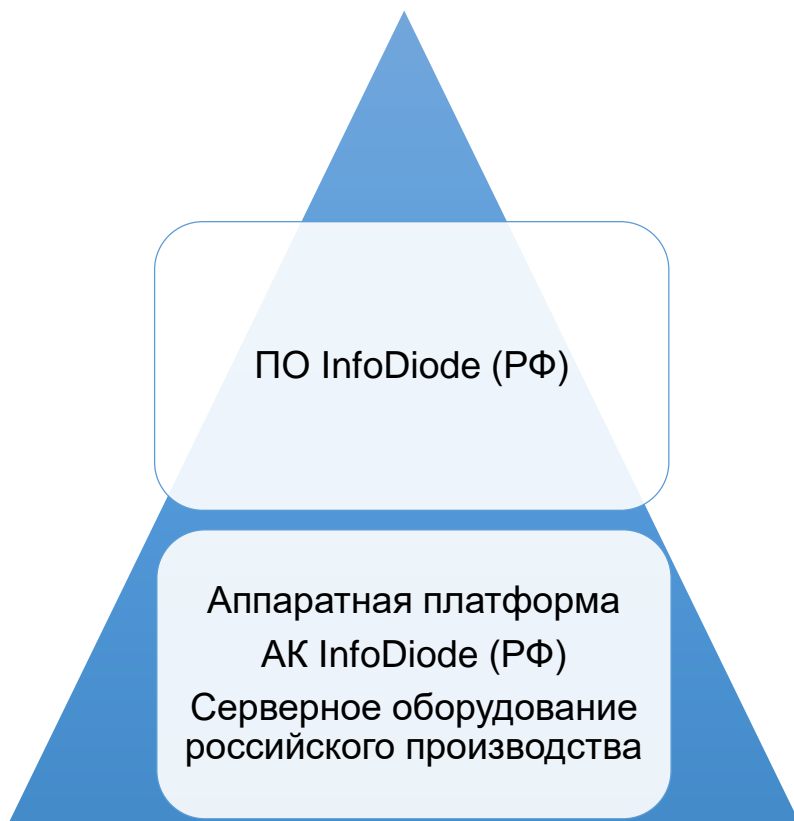 ПО InfoDiode (РФ)
Аппаратная платформа
АК InfoDiode (РФ)
Серверное оборудование
российского производства